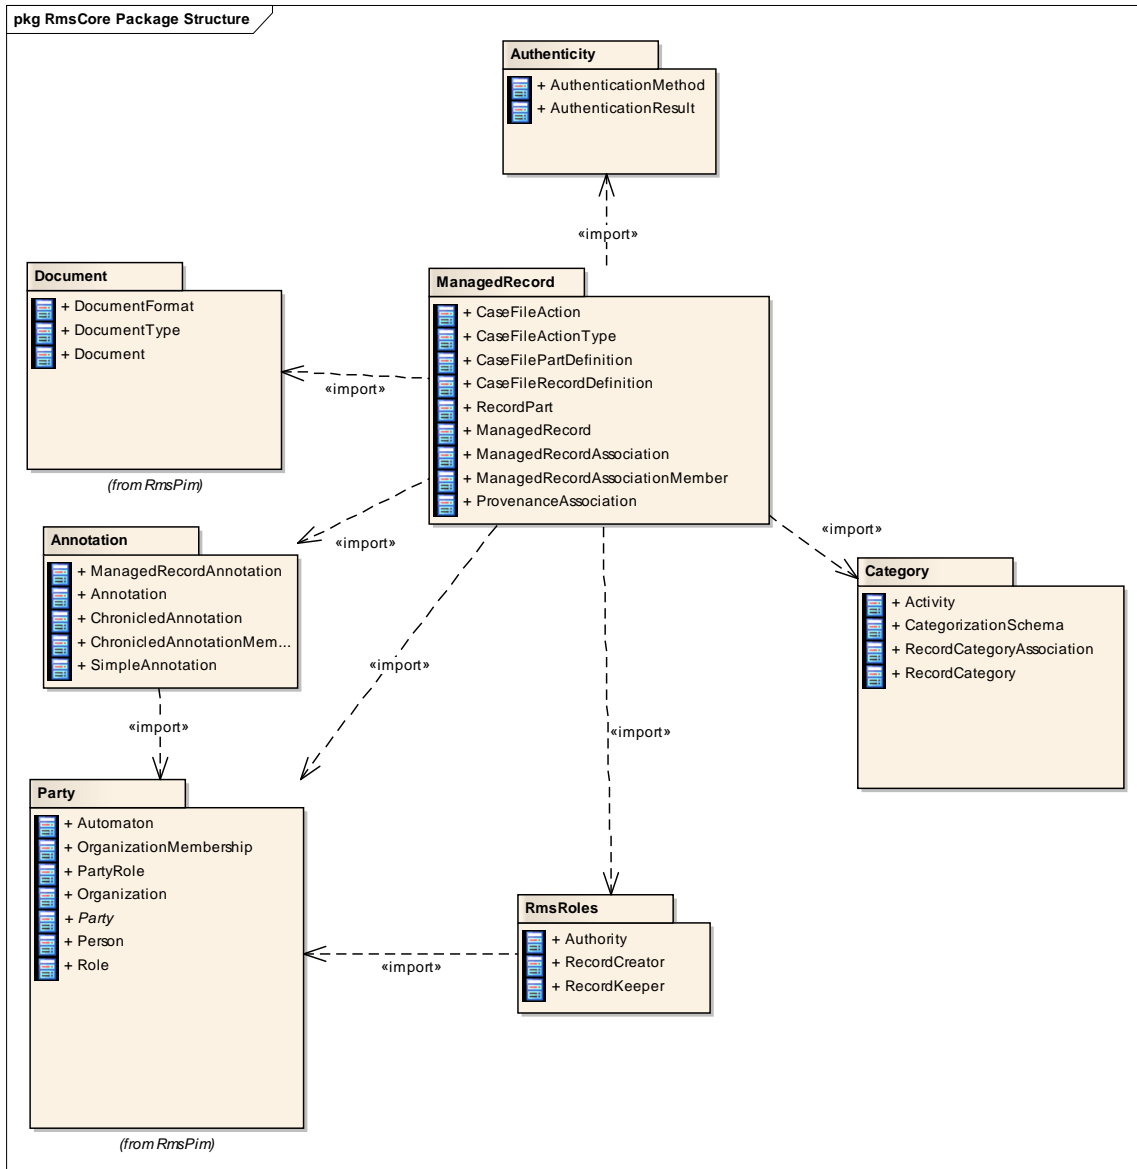 pkg RmsCore Package Structure
Authenticity
+ AuthenticationMethod
+ AuthenticationResult
«import»
Document
+ DocumentFormat
+ DocumentType
+ Document
(from RmsPim)
ManagedRecord
+ CaseFileAction
+ CaseFileActionType
+ CaseFilePartDefinition
+ CaseFileRecordDefinition
+ RecordPart
+ ManagedRecord
+ ManagedRecordAssociation
+ ManagedRecordAssociationMember
+ ProvenanceAssociation
«import»
«import»
«import»
Annotation
+ ManagedRecordAnnotation
+ Annotation
+ ChronicledAnnotation
+ ChronicledAnnotationMem...
+ SimpleAnnotation
Category
+ Activity
+ CategorizationSchema
+ RecordCategoryAssociation
+ RecordCategory
«import»
«import»
«import»
Party
+ Automaton
+ OrganizationMembership
+ PartyRole
+ Organization
+ Party
+ Person
+ Role
(from RmsPim)
RmsRoles
+ Authority
+ RecordCreator
+ RecordKeeper
«import»